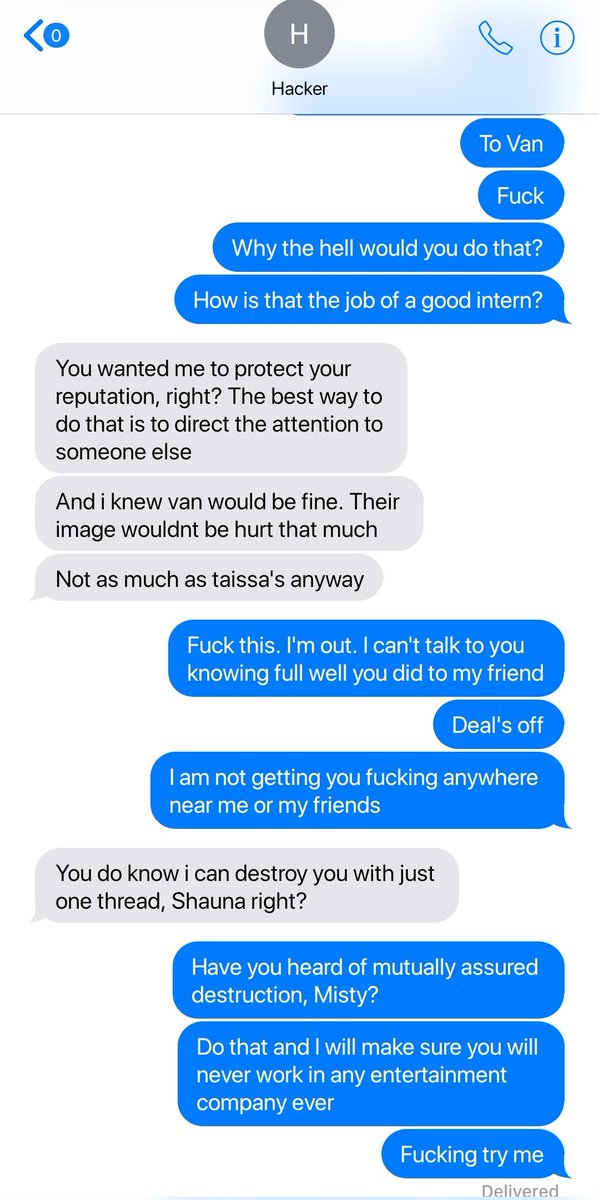 0
H
Hacker
To Van
Fuck
Why the hell would you do that?
How is that the job of a good intern?
You wanted me to protect your
reputation, right? The best way to
do that is to direct the attention to
someone else
And i knew van would be fine. Their
image wouldnt be hurt that much
Not as much as taissa's anyway
Fuck this. I'm out. I can't talk to you
knowing full well you did to my friend
Deal's off
I am not getting you fucking anywhere
near me or my friends
You do know i can destroy you with just
one thread, Shauna right?
Have you heard of mutually assured
destruction, Misty?
Do that and I will make sure you will
never work in any entertainment
company ever
Fucking try me
Delivered